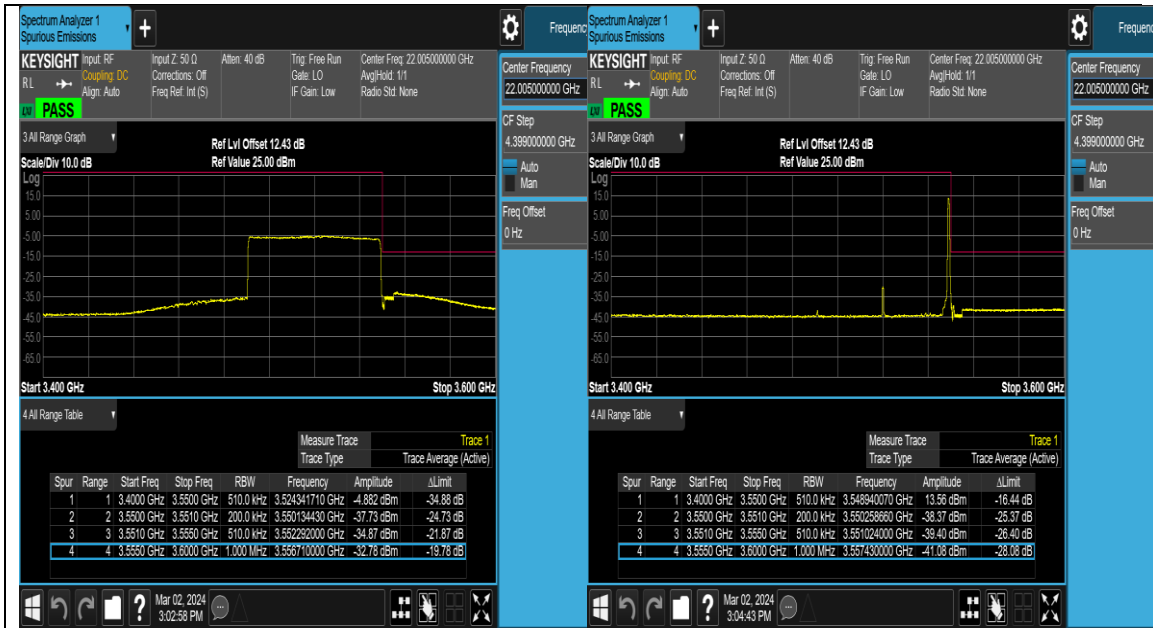 Spectrum Analyzer 1
Spurious Emissions
+
Frequenc
KEYSIGHT Input: RF Input Z: 50 Ω Atten: 40 dB Trig: Free Run Center Freq: 22.005000000 GHz
RL Coupling: DC Corrections: Off Gate: LO Avg|Hold: 1/1
Align: Auto Freq Ref: Int (S) IF Gain: Low Radio Std: None
PASS
Center Frequency
22.005000000 GHz
CF Step
4.399000000 GHz
Auto
Man
Freq Offset
0 Hz
3 All Range Graph
Ref Lvl Offset 12.43 dB
Scale/Div 10.0 dB Ref Value 25.00 dBm
Log
15.0
5.00
-5.00
-15.0
-25.0
-35.0
-45.0
-55.0
-65.0
Start 3.400 GHz Stop 3.600 GHz
4 All Range Table
Measure Trace Trace 1
Trace Type Trace Average (Active)
Spur Range Start Freq Stop Freq RBW Frequency Amplitude ΔLimit
1 1 3.4000 GHz 3.5500 GHz 510.0 kHz 3.524341710 GHz -4.882 dBm -34.88 dB
2 2 3.5500 GHz 3.5510 GHz 200.0 kHz 3.550134430 GHz -37.73 dBm -24.73 dB
3 3 3.5510 GHz 3.5550 GHz 510.0 kHz 3.552292000 GHz -34.87 dBm -21.87 dB
4 4 3.5550 GHz 3.6000 GHz 1.000 MHz 3.556710000 GHz -32.78 dBm -19.78 dB
?
Mar 02, 2024
3:02:58 PM
Spectrum Analyzer 1
Spurious Emissions
+
Frequenc
KEYSIGHT Input: RF Input Z: 50 Ω Atten: 40 dB Trig: Free Run Center Freq: 22.005000000 GHz
RL Coupling: DC Corrections: Off Gate: LO Avg|Hold: 1/1
Align: Auto Freq Ref: Int (S) IF Gain: Low Radio Std: None
PASS
Center Frequency
22.005000000 GHz
CF Step
4.399000000 GHz
Auto
Man
Freq Offset
0 Hz
3 All Range Graph
Ref Lvl Offset 12.43 dB
Scale/Div 10.0 dB Ref Value 25.00 dBm
Log
15.0
5.00
-5.00
-15.0
-25.0
-35.0
-45.0
-55.0
-65.0
Start 3.400 GHz Stop 3.600 GHz
4 All Range Table
Measure Trace Trace 1
Trace Type Trace Average (Active)
Spur Range Start Freq Stop Freq RBW Frequency Amplitude ΔLimit
1 1 3.4000 GHz 3.5500 GHz 510.0 kHz 3.548940070 GHz 13.56 dBm -16.44 dB
2 2 3.5500 GHz 3.5510 GHz 200.0 kHz 3.550258660 GHz -38.37 dBm -25.37 dB
3 3 3.5510 GHz 3.5550 GHz 510.0 kHz 3.551024000 GHz -39.40 dBm -26.40 dB
4 4 3.5550 GHz 3.6000 GHz 1.000 MHz 3.557430000 GHz -41.08 dBm -28.08 dB
?
Mar 02, 2024
3:04:43 PM